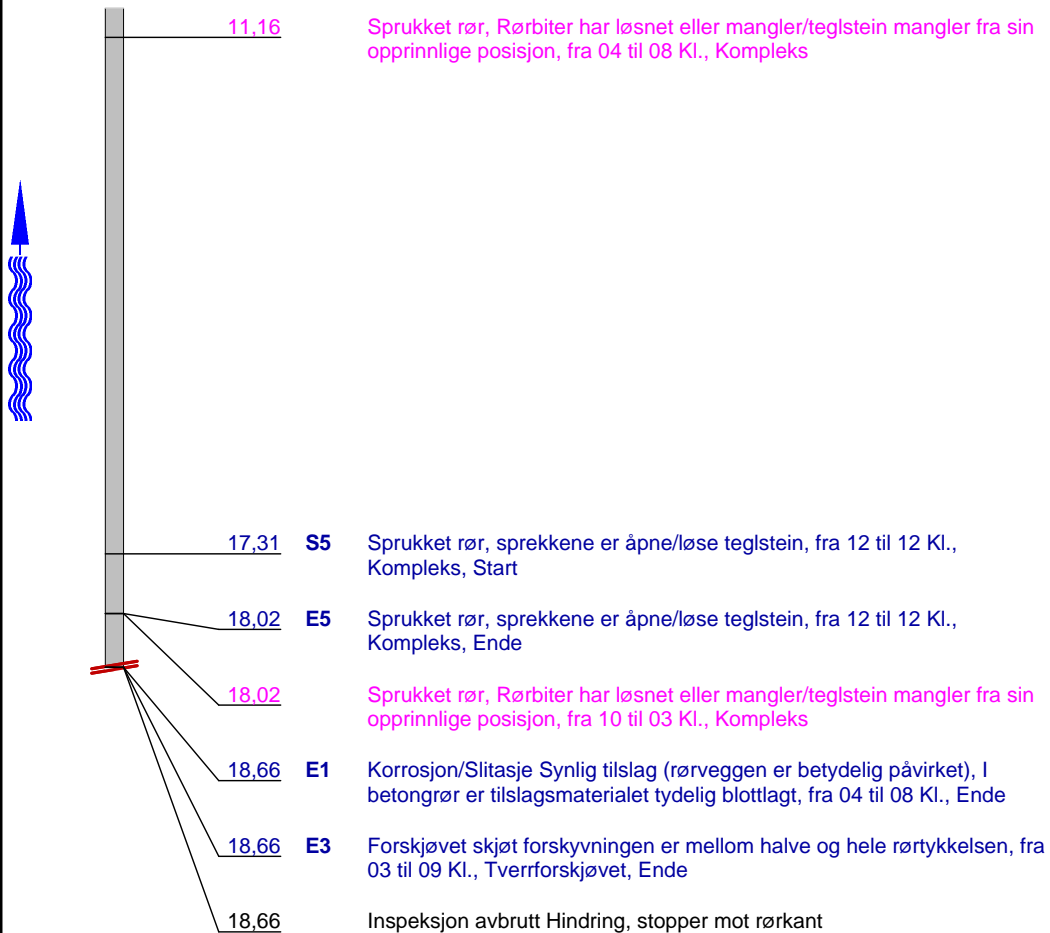 11,16 Sprukket rør, Rørbiter har løsnet eller mangler/teglstein mangler fra sin
opprinnlige posisjon, fra 04 til 08 Kl., Kompleks
17,31 S5 Sprukket rør, sprekkene er åpne/løse teglstein, fra 12 til 12 Kl.,
Kompleks, Start
18,02 E5 Sprukket rør, sprekkene er åpne/løse teglstein, fra 12 til 12 Kl.,
Kompleks, Ende
18,02 Sprukket rør, Rørbiter har løsnet eller mangler/teglstein mangler fra sin
opprinnlige posisjon, fra 10 til 03 Kl., Kompleks
18,66 E1 Korrosjon/Slitasje Synlig tilslag (rørveggen er betydelig påvirket), I
betongrør er tilslagsmaterialet tydelig blottlagt, fra 04 til 08 Kl., Ende
18,66 E3 Forskjøvet skjøt forskyvningen er mellom halve og hele rørtykkelsen, fra
03 til 09 Kl., Tverrforskjøvet, Ende
18,66 Inspeksjon avbrutt Hindring, stopper mot rørkant